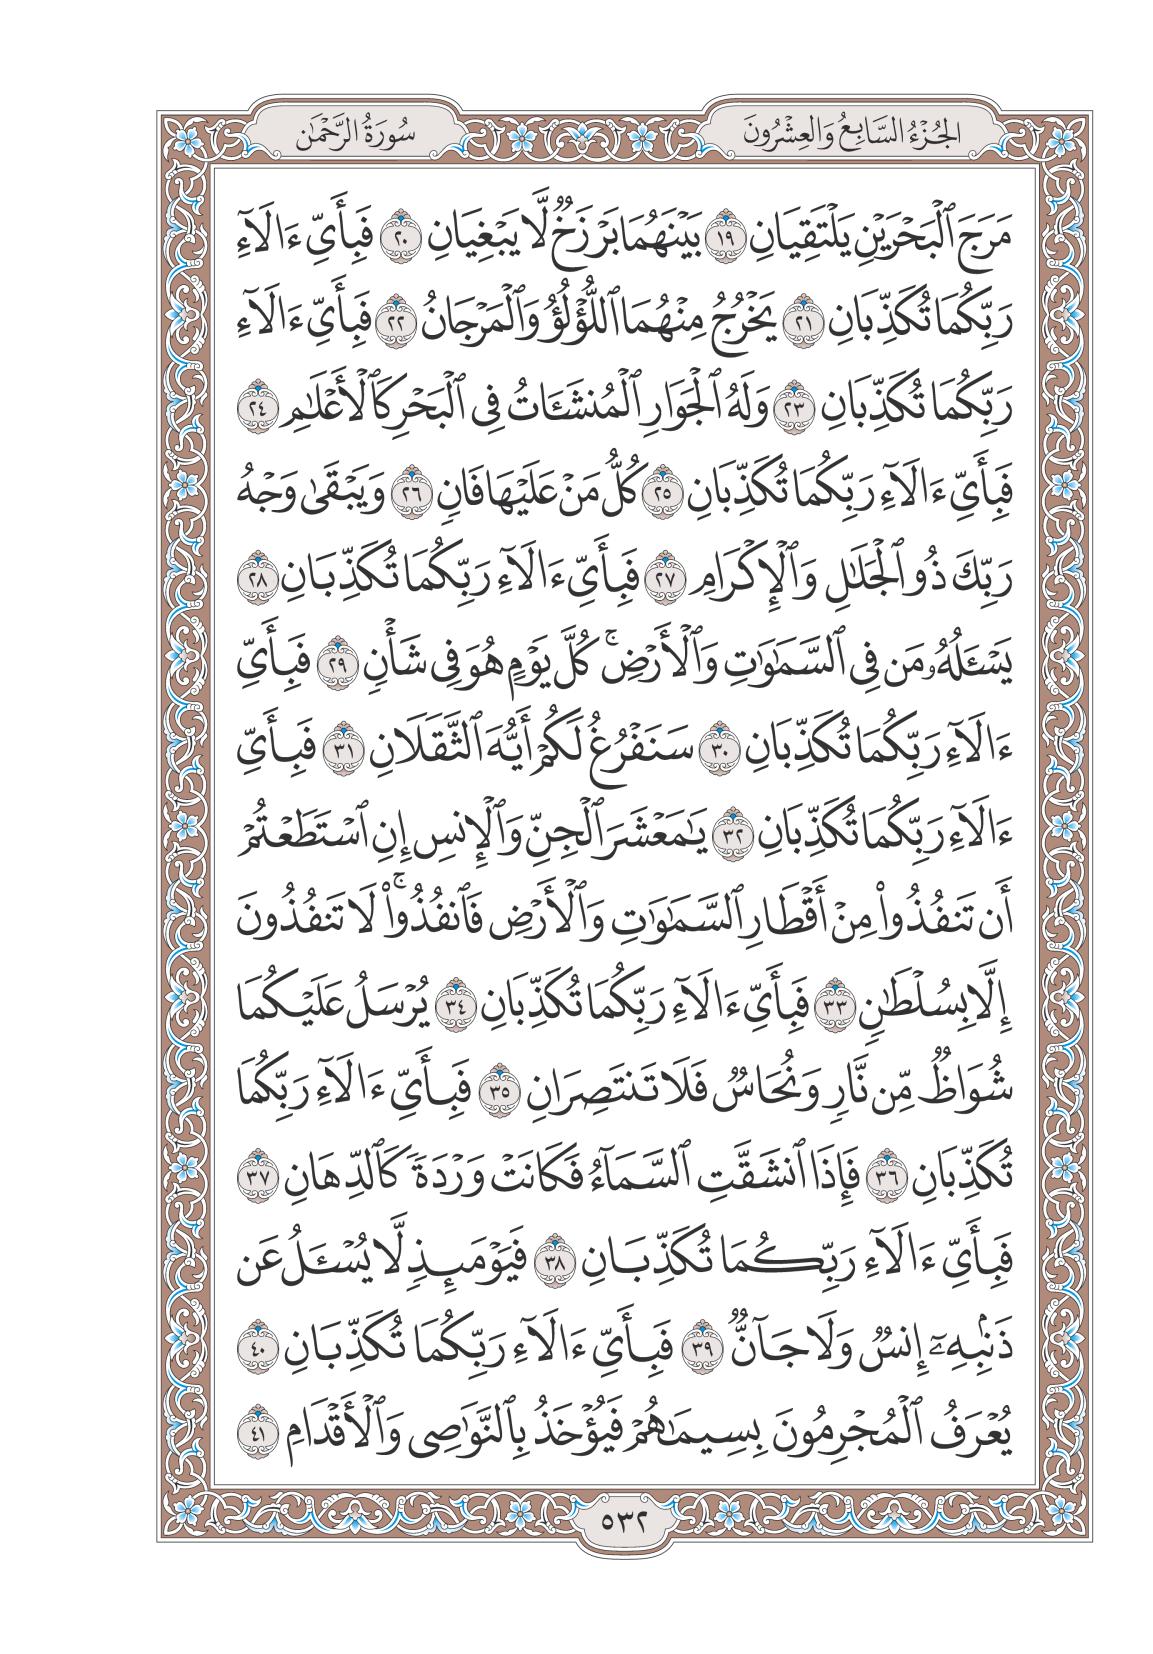 الجُزْءُ السَّابِعُ وَالعِشْرُونَ
سُورَةُ الرَّحْمَٰن
مَرَجَ ٱلْبَحْرَيْنِ يَلْتَقِيَانِ ١٩ بَيْنَهُمَا بَرْزَخٌ لَّا يَبْغِيَانِ ٢٠ فَبِأَيِّ ءَالَآءِ
رَبِّكُمَا تُكَذِّبَانِ ٢١ يَخْرُجُ مِنْهُمَا ٱللُّؤْلُؤُ وَٱلْمَرْجَانُ ٢٢ فَبِأَيِّ ءَالَآءِ
رَبِّكُمَا تُكَذِّبَانِ ٢٣ وَلَهُ ٱلْجَوَارِ ٱلْمُنشَـَٔاتُ فِى ٱلْبَحْرِ كَٱلْأَعْلَٰمِ ٢٤
فَبِأَيِّ ءَالَآءِ رَبِّكُمَا تُكَذِّبَانِ ٢٥ كُلُّ مَنْ عَلَيْهَا فَانٍ ٢٦ وَيَبْقَىٰ وَجْهُ
رَبِّكَ ذُو ٱلْجَلَٰلِ وَٱلْإِكْرَامِ ٢٧ فَبِأَيِّ ءَالَآءِ رَبِّكُمَا تُكَذِّبَانِ ٢٨
يَسْـَٔلُهُۥ مَن فِى ٱلسَّمَٰوَٰتِ وَٱلْأَرْضِ ۚ كُلَّ يَوْمٍ هُوَ فِى شَأْنٍ ٢٩ فَبِأَيِّ
ءَالَآءِ رَبِّكُمَا تُكَذِّبَانِ ٣٠ سَنَفْرُغُ لَكُمْ أَيُّهَ ٱلثَّقَلَانِ ٣١ فَبِأَيِّ
ءَالَآءِ رَبِّكُمَا تُكَذِّبَانِ ٣٢ يَٰمَعْشَرَ ٱلْجِنِّ وَٱلْإِنسِ إِنِ ٱسْتَطَعْتُمْ
أَن تَنفُذُوا۟ مِنْ أَقْطَارِ ٱلسَّمَٰوَٰتِ وَٱلْأَرْضِ فَٱنفُذُوا۟ ۚ لَا تَنفُذُونَ
إِلَّا بِسُلْطَٰنٍ ٣٣ فَبِأَيِّ ءَالَآءِ رَبِّكُمَا تُكَذِّبَانِ ٣٤ يُرْسَلُ عَلَيْكُمَا
شُوَاظٌ مِّن نَّارٍ وَنُحَاسٌ فَلَا تَنتَصِرَانِ ٣٥ فَبِأَيِّ ءَالَآءِ رَبِّكُمَا
تُكَذِّبَانِ ٣٦ فَإِذَا ٱنشَقَّتِ ٱلسَّمَآءُ فَكَانَتْ وَرْدَةً كَٱلدِّهَانِ ٣٧
فَبِأَيِّ ءَالَآءِ رَبِّكُمَا تُكَذِّبَانِ ٣٨ فَيَوْمَئِذٍ لَّا يُسْـَٔلُ عَن
ذَنۢبِهِۦٓ إِنسٌ وَلَا جَآنٌّ ٣٩ فَبِأَيِّ ءَالَآءِ رَبِّكُمَا تُكَذِّبَانِ ٤٠
يُعْرَفُ ٱلْمُجْرِمُونَ بِسِيمَٰهُمْ فَيُؤْخَذُ بِٱلنَّوَٰصِى وَٱلْأَقْدَامِ ٤١
٥٣٢